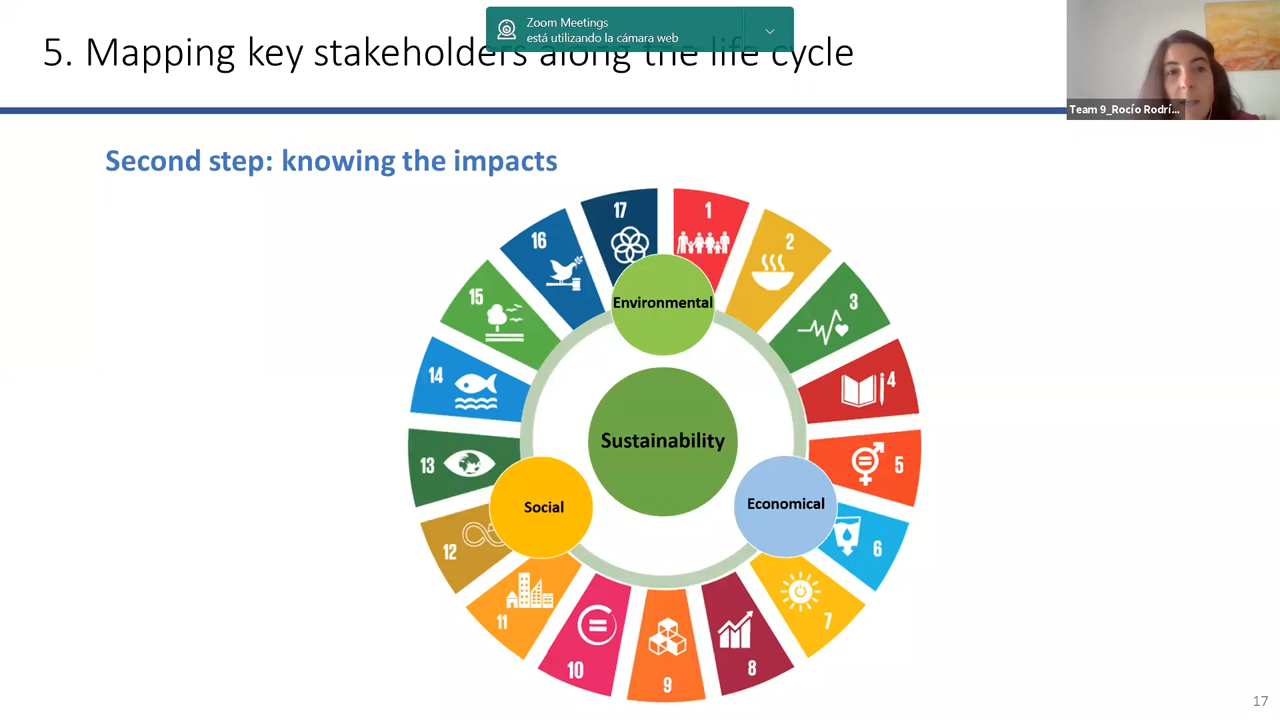 Zoom Meetings
está utilizando la cámara web
5. Mapping key stakeholders along the life cycle
Team 9_Rocío Rodrí...
Second step: knowing the impacts
17
1
16
2
15
3
14
4
13
5
12
6
11
7
10
8
9
Environmental
Sustainability
Social
Economical
17